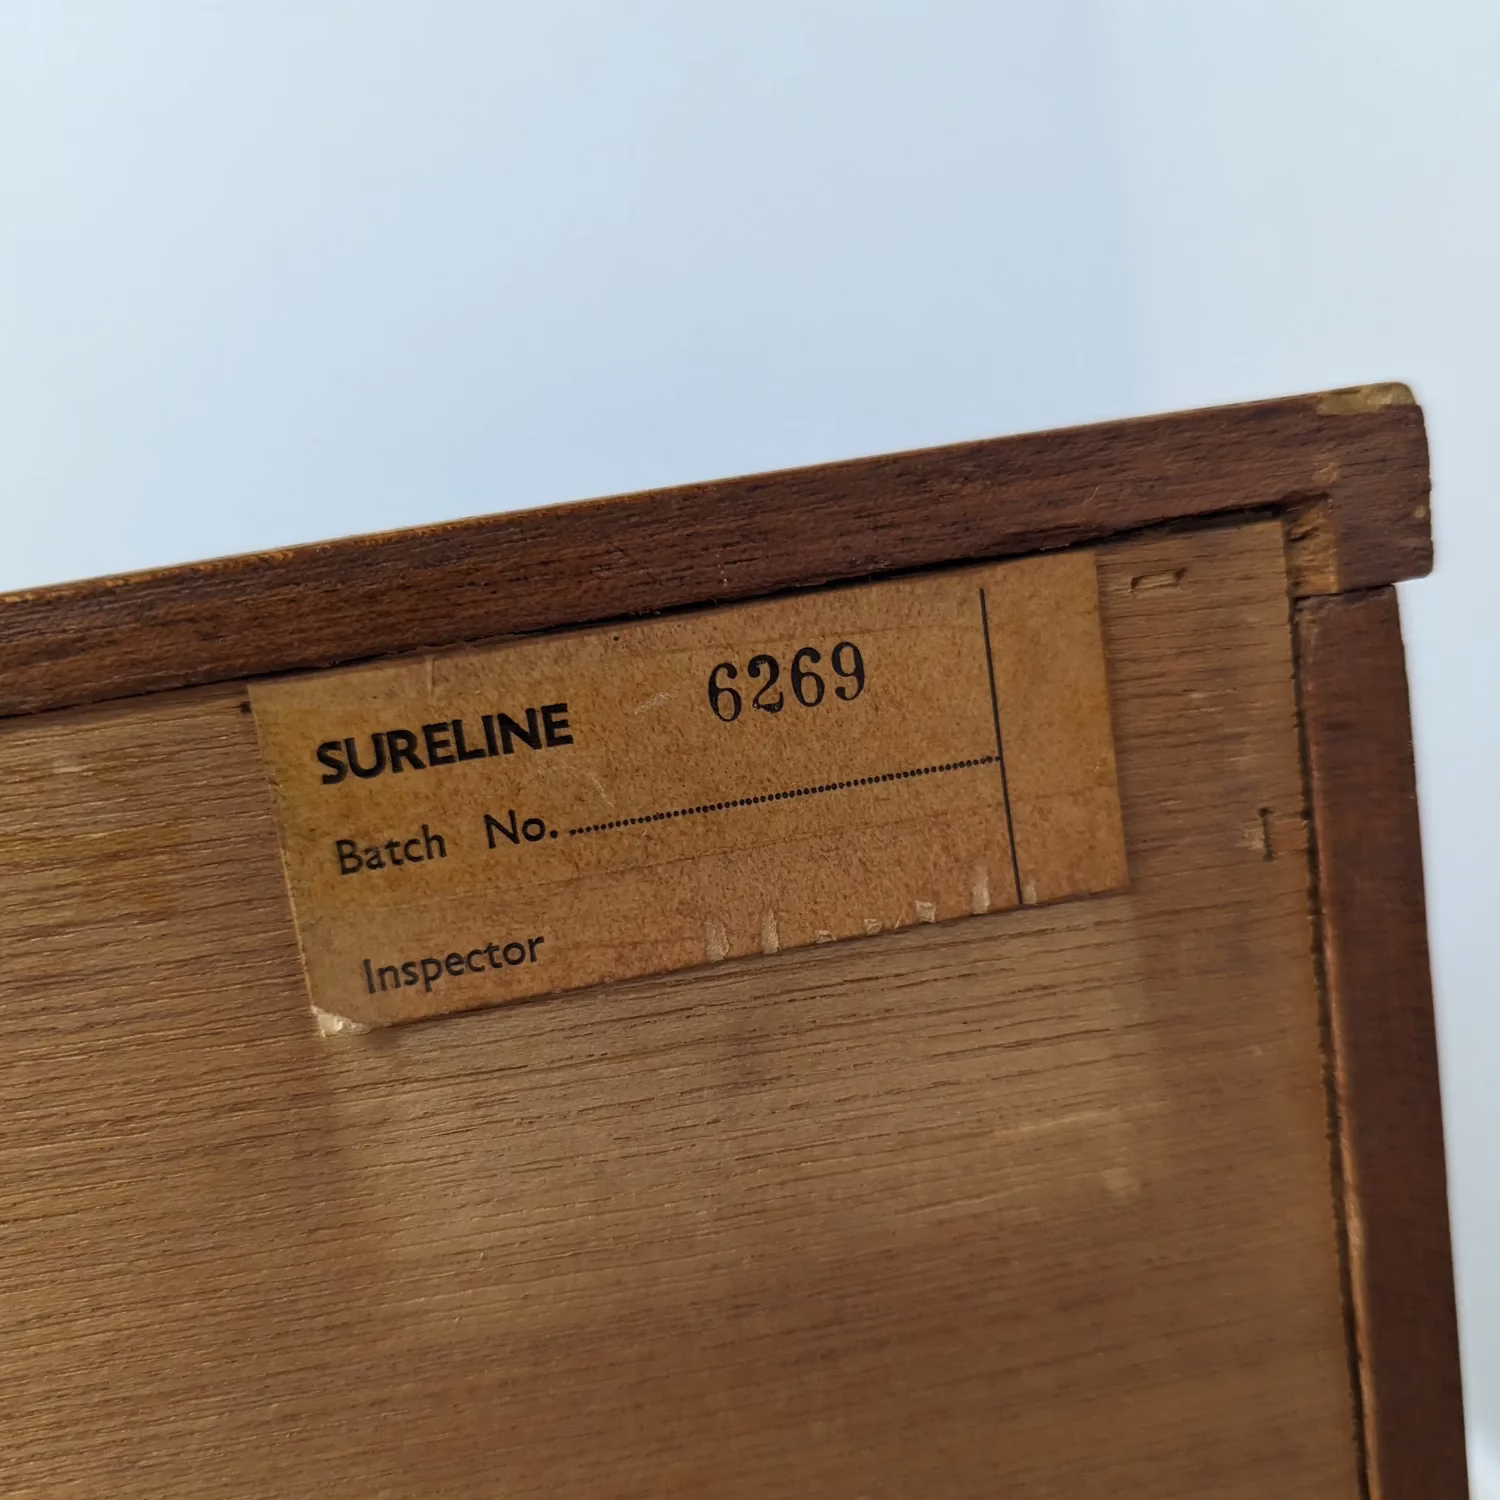 SURELINE 6269
Batch No. ........................................
Inspector